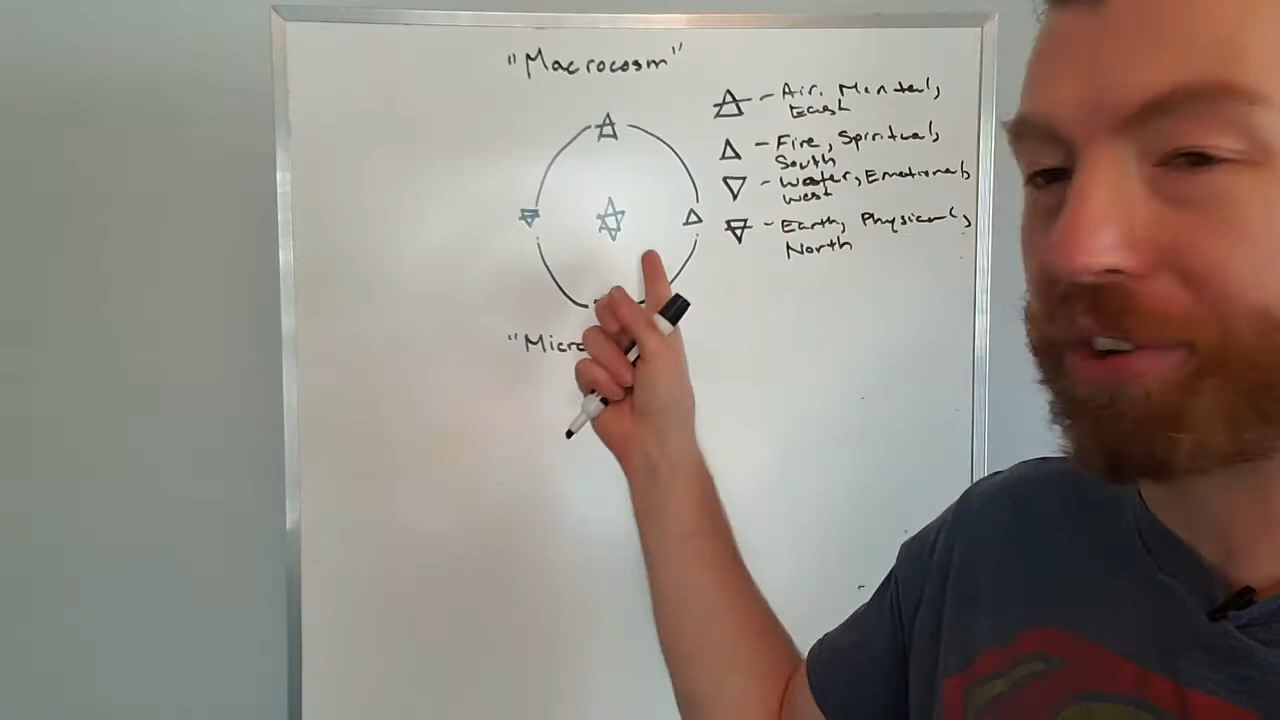 "Macrocosm"
- Air, Mental,
East
- Fire, Spiritual,
South
- Water, Emotional,
West
- Earth, Physical,
North
"Micro